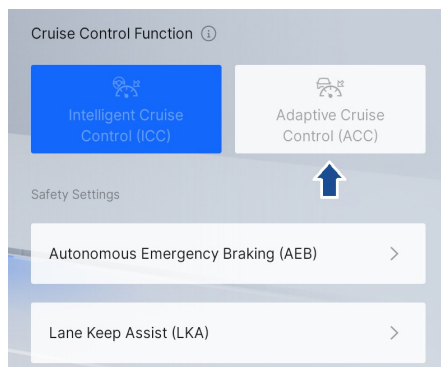 Cruise Control Function
Intelligent Cruise
Control (ICC)
Adaptive Cruise
Control (ACC)
Safety Settings
Autonomous Emergency Braking (AEB)
Lane Keep Assist (LKA)